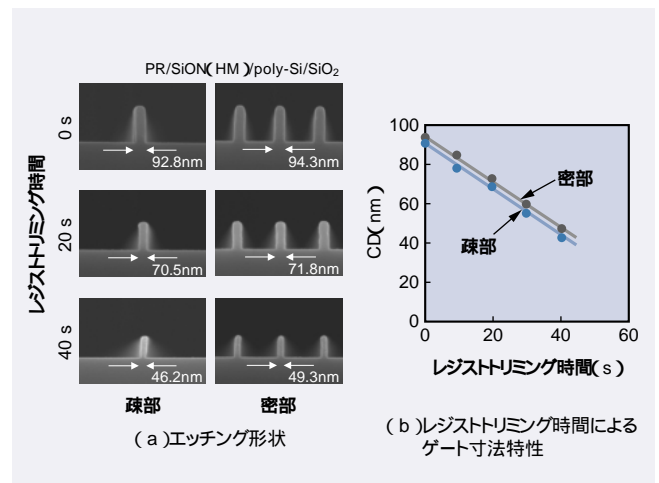 PR/SiON(HM)/poly-Si/SiO₂
レジストトリミング時間
0 s
92.8nm
94.3nm
20 s
70.5nm
71.8nm
40 s
46.2nm
49.3nm
疎部
密部
(a)エッチング形状
CD(nm)
100
80
60
40
20
0
密部
疎部
0
20
40
60
レジストトリミング時間(s)
(b)レジストトリミング時間による
ゲート寸法特性